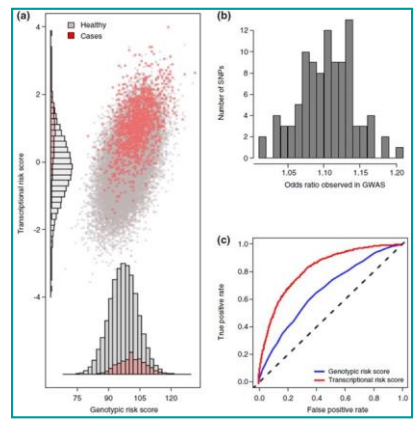 (a)
Healthy
Cases
Transcriptional risk score
4
2
0
-2
-4
75
90
105
120
Genotypic risk score
(b)
Number of SNPs
12
10
8
6
4
2
0
1.05
1.10
1.15
1.20
Odds ratio observed in GWAS
(c)
True positive rate
1.0
0.8
0.6
0.4
0.2
0.0
Genotypic risk score
Transcriptional risk score
0.0
0.2
0.4
0.6
0.8
1.0
False positive rate